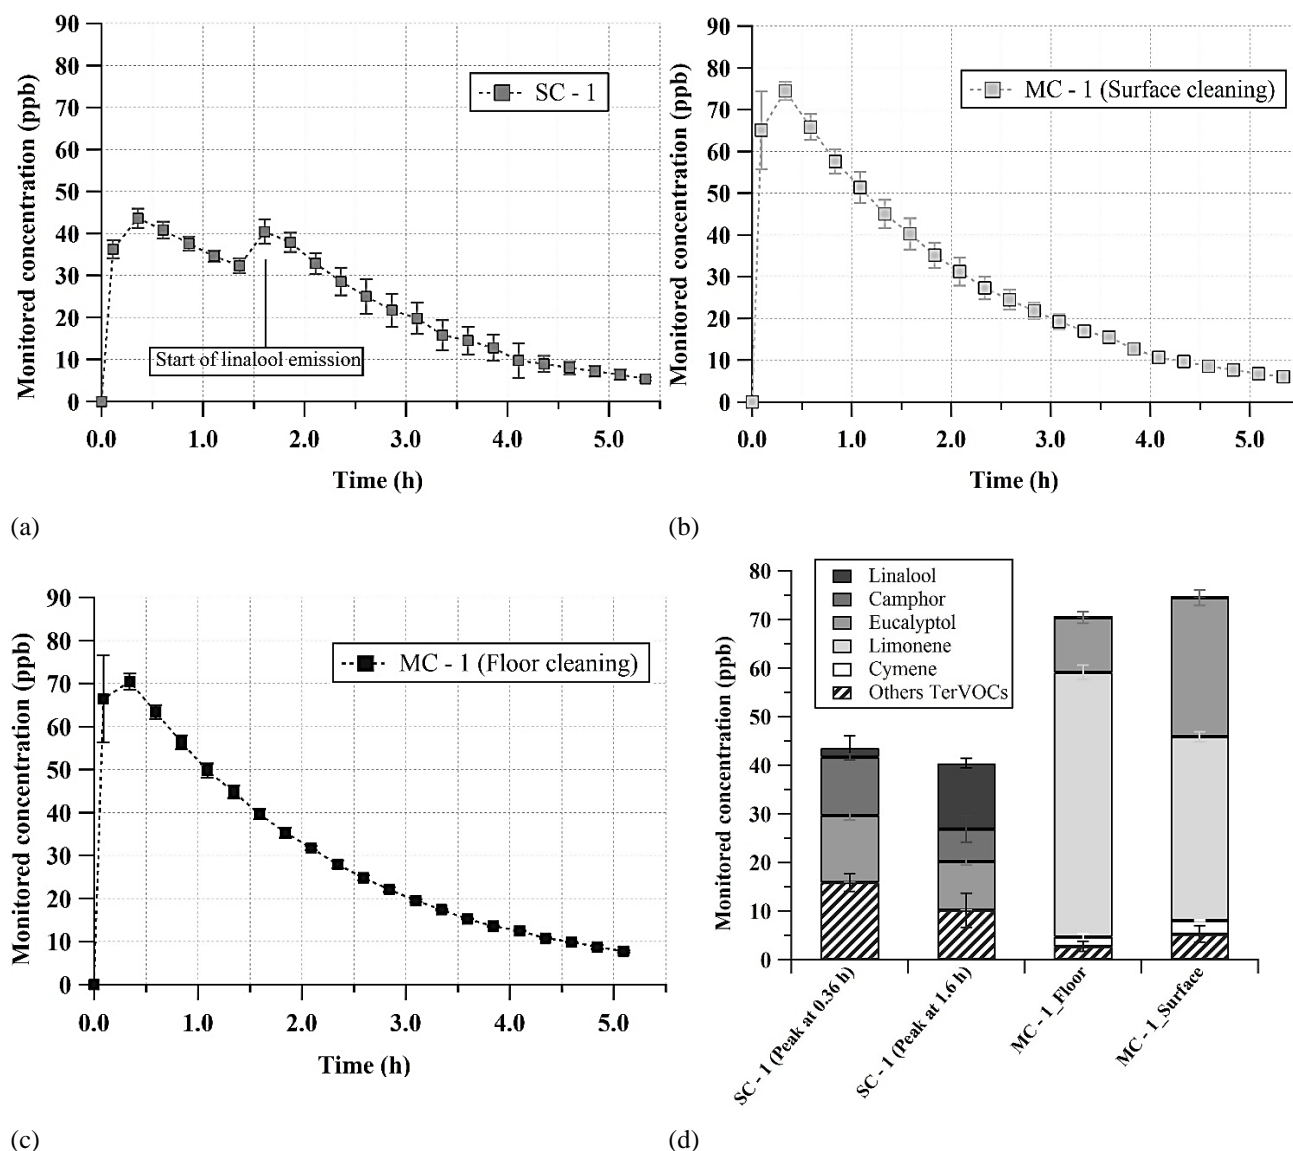 90
80
70
60
50
40
30
20
10
0
Monitored concentration (ppb)
SC - 1
Start of linalool emission
0.0 1.0 2.0 3.0 4.0 5.0
Time (h)
(a)
90
80
70
60
50
40
30
20
10
0
Monitored concentration (ppb)
MC - 1 (Surface cleaning)
0.0 1.0 2.0 3.0 4.0 5.0
Time (h)
(b)
90
80
70
60
50
40
30
20
10
0
Monitored concentration (ppb)
MC - 1 (Floor cleaning)
0.0 1.0 2.0 3.0 4.0 5.0
Time (h)
(c)
80
70
60
50
40
30
20
10
0
Monitored concentration (ppb)
Linalool
Camphor
Eucalyptol
Limonene
Cymene
Others TerVOCs
SC - 1 (Peak at 0.36 h)
SC - 1 (Peak at 1.6 h)
MC - 1_Floor
MC - 1_Surface
(d)